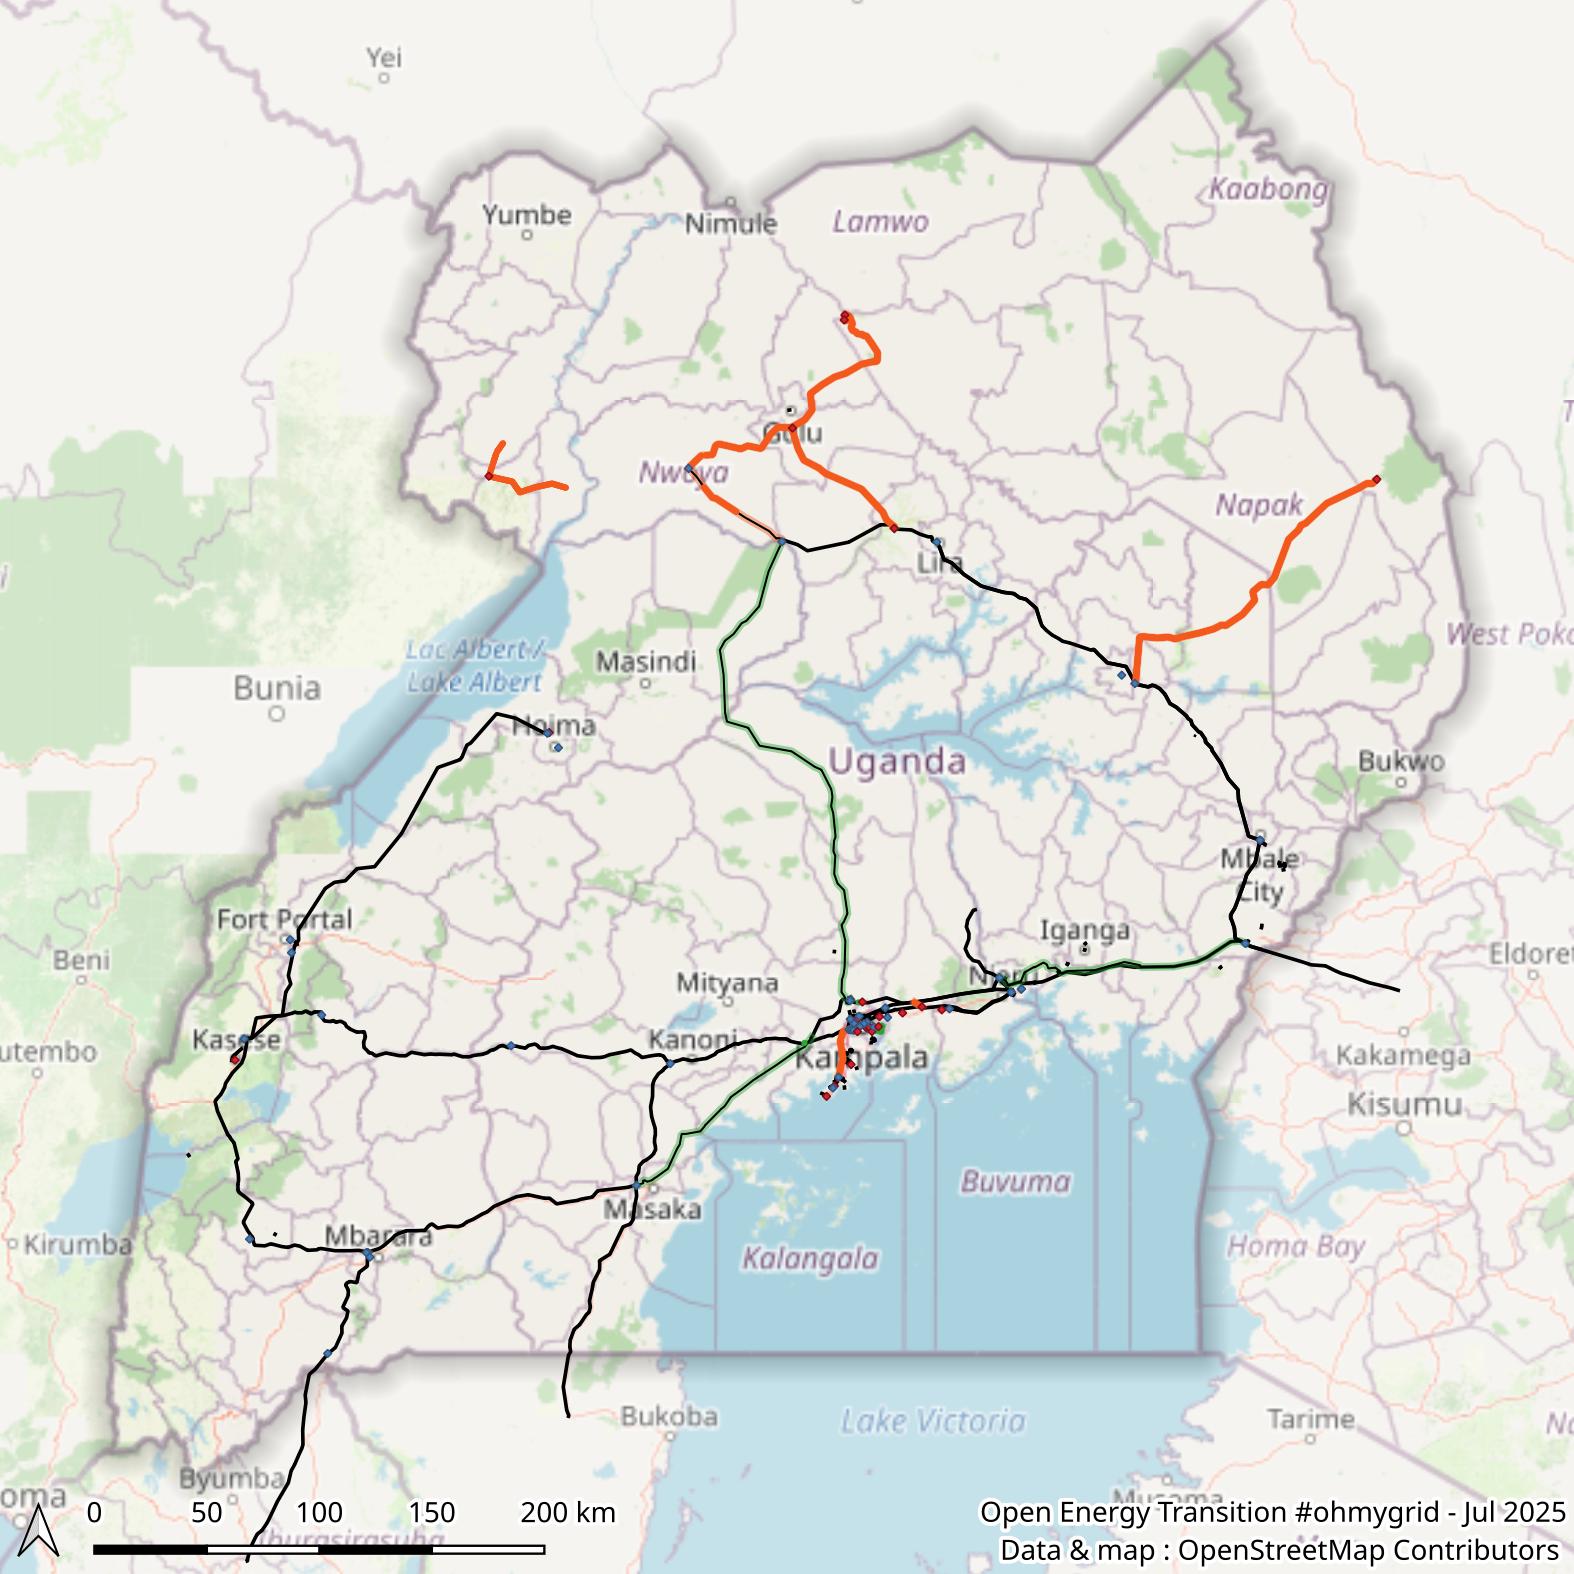 Yei
Kaabong
Yumbe
Nimule
Lamwo
Gulu
Nwoya
Napak
Lira
West Poko
Lac Albert /
Lake Albert
Masindi
Bunia
Hoima
Uganda
Bukwo
Mbale
City
Fort Portal
Iganga
Beni
Eldoret
Mityana
Njeru
Kasese
Kanoni
utembo
Kampala
Kakamega
Kisumu
Buvuma
Masaka
Mbarara
Kirumba
Kalangala
Homa Bay
Bukoba
Lake Victoria
Tarime
Byumba
oma
Musoma
0 50 100 150 200 km
Open Energy Transition #ohmygrid - Jul 2025
Data & map : OpenStreetMap Contributors